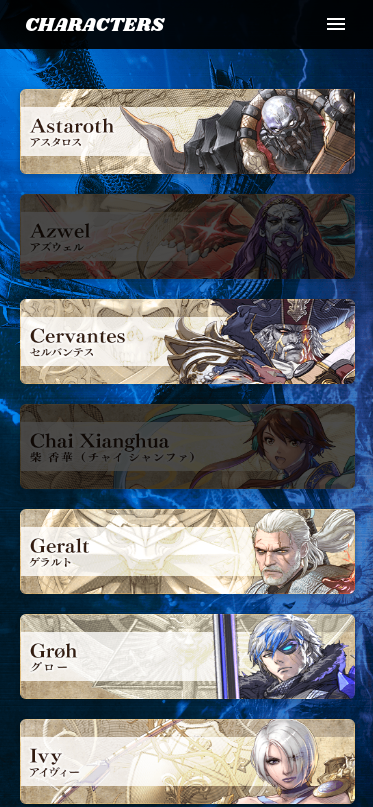 CHARACTERS
Astaroth
アスタロス
Azwel
アズウェル
Cervantes
セルバンテス
Chai Xianghua
柴 香華 (チャイ シャンファ)
Geralt
ゲラルト
Grøh
グロー
Ivy
アイヴィー